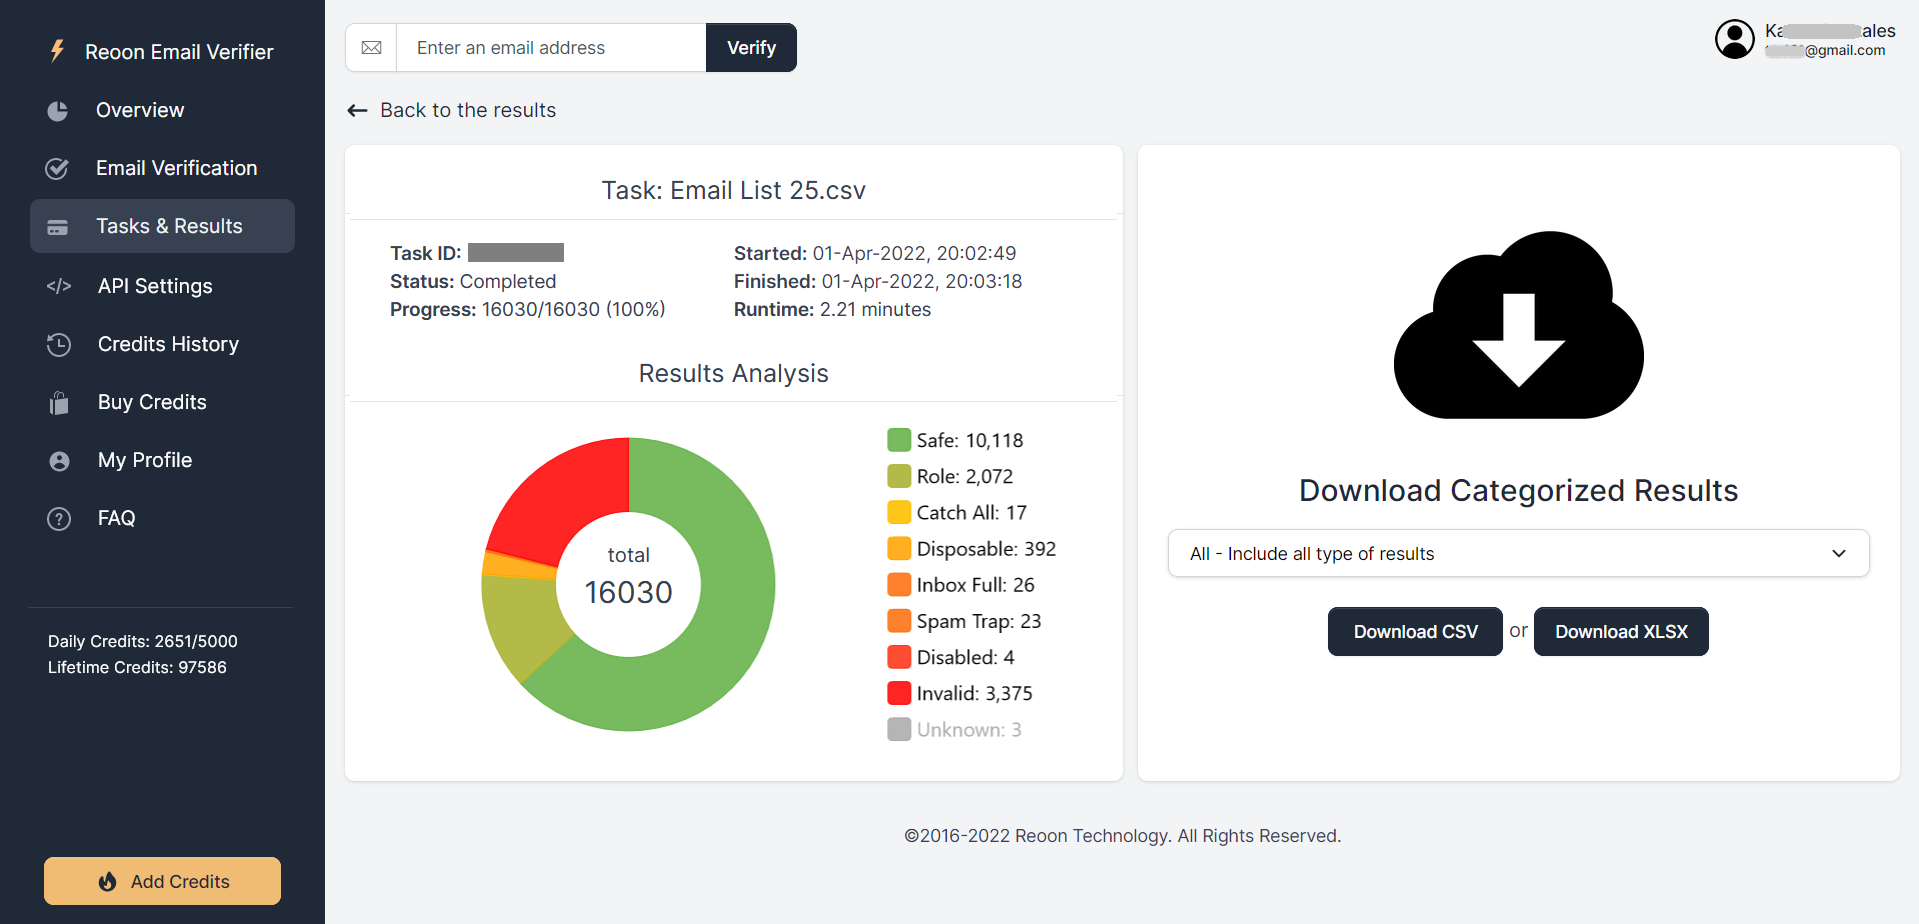 Reoon Email Verifier
Overview
Email Verification
Tasks & Results
API Settings
Credits History
Buy Credits
My Profile
FAQ
Daily Credits: 2651/5000
Lifetime Credits: 97586
Add Credits
Enter an email address
Verify
@gmail.com
Back to the results
Task: Email List 25.csv
Task ID:
Status: Completed
Progress: 16030/16030 (100%)
Started: 01-Apr-2022, 20:02:49
Finished: 01-Apr-2022, 20:03:18
Runtime: 2.21 minutes
Results Analysis
total
16030
Safe: 10,118
Role: 2,072
Catch All: 17
Disposable: 392
Inbox Full: 26
Spam Trap: 23
Disabled: 4
Invalid: 3,375
Unknown: 3
Download Categorized Results
All - Include all type of results
Download CSV or Download XLSX
©2016-2022 Reoon Technology. All Rights Reserved.